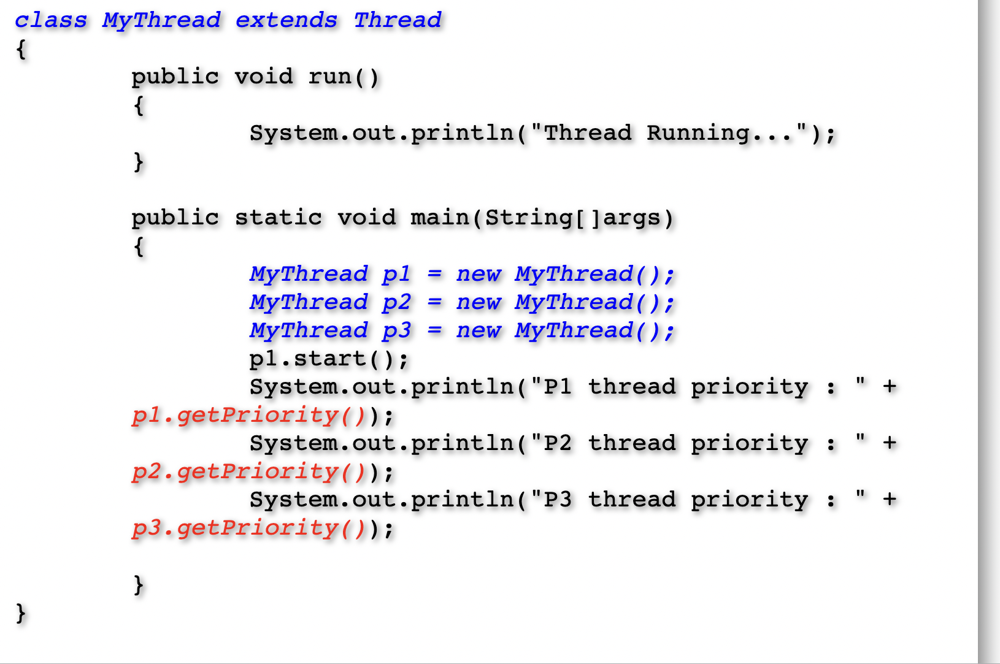 class MyThread extends Thread
{
public void run()
{
System.out.println("Thread Running...");
}
public static void main(String[]args)
{
MyThread p1 = new MyThread();
MyThread p2 = new MyThread();
MyThread p3 = new MyThread();
p1.start();
System.out.println("P1 thread priority : " +
p1.getPriority());
System.out.println("P2 thread priority : " +
p2.getPriority());
System.out.println("P3 thread priority : " +
p3.getPriority());
}
}